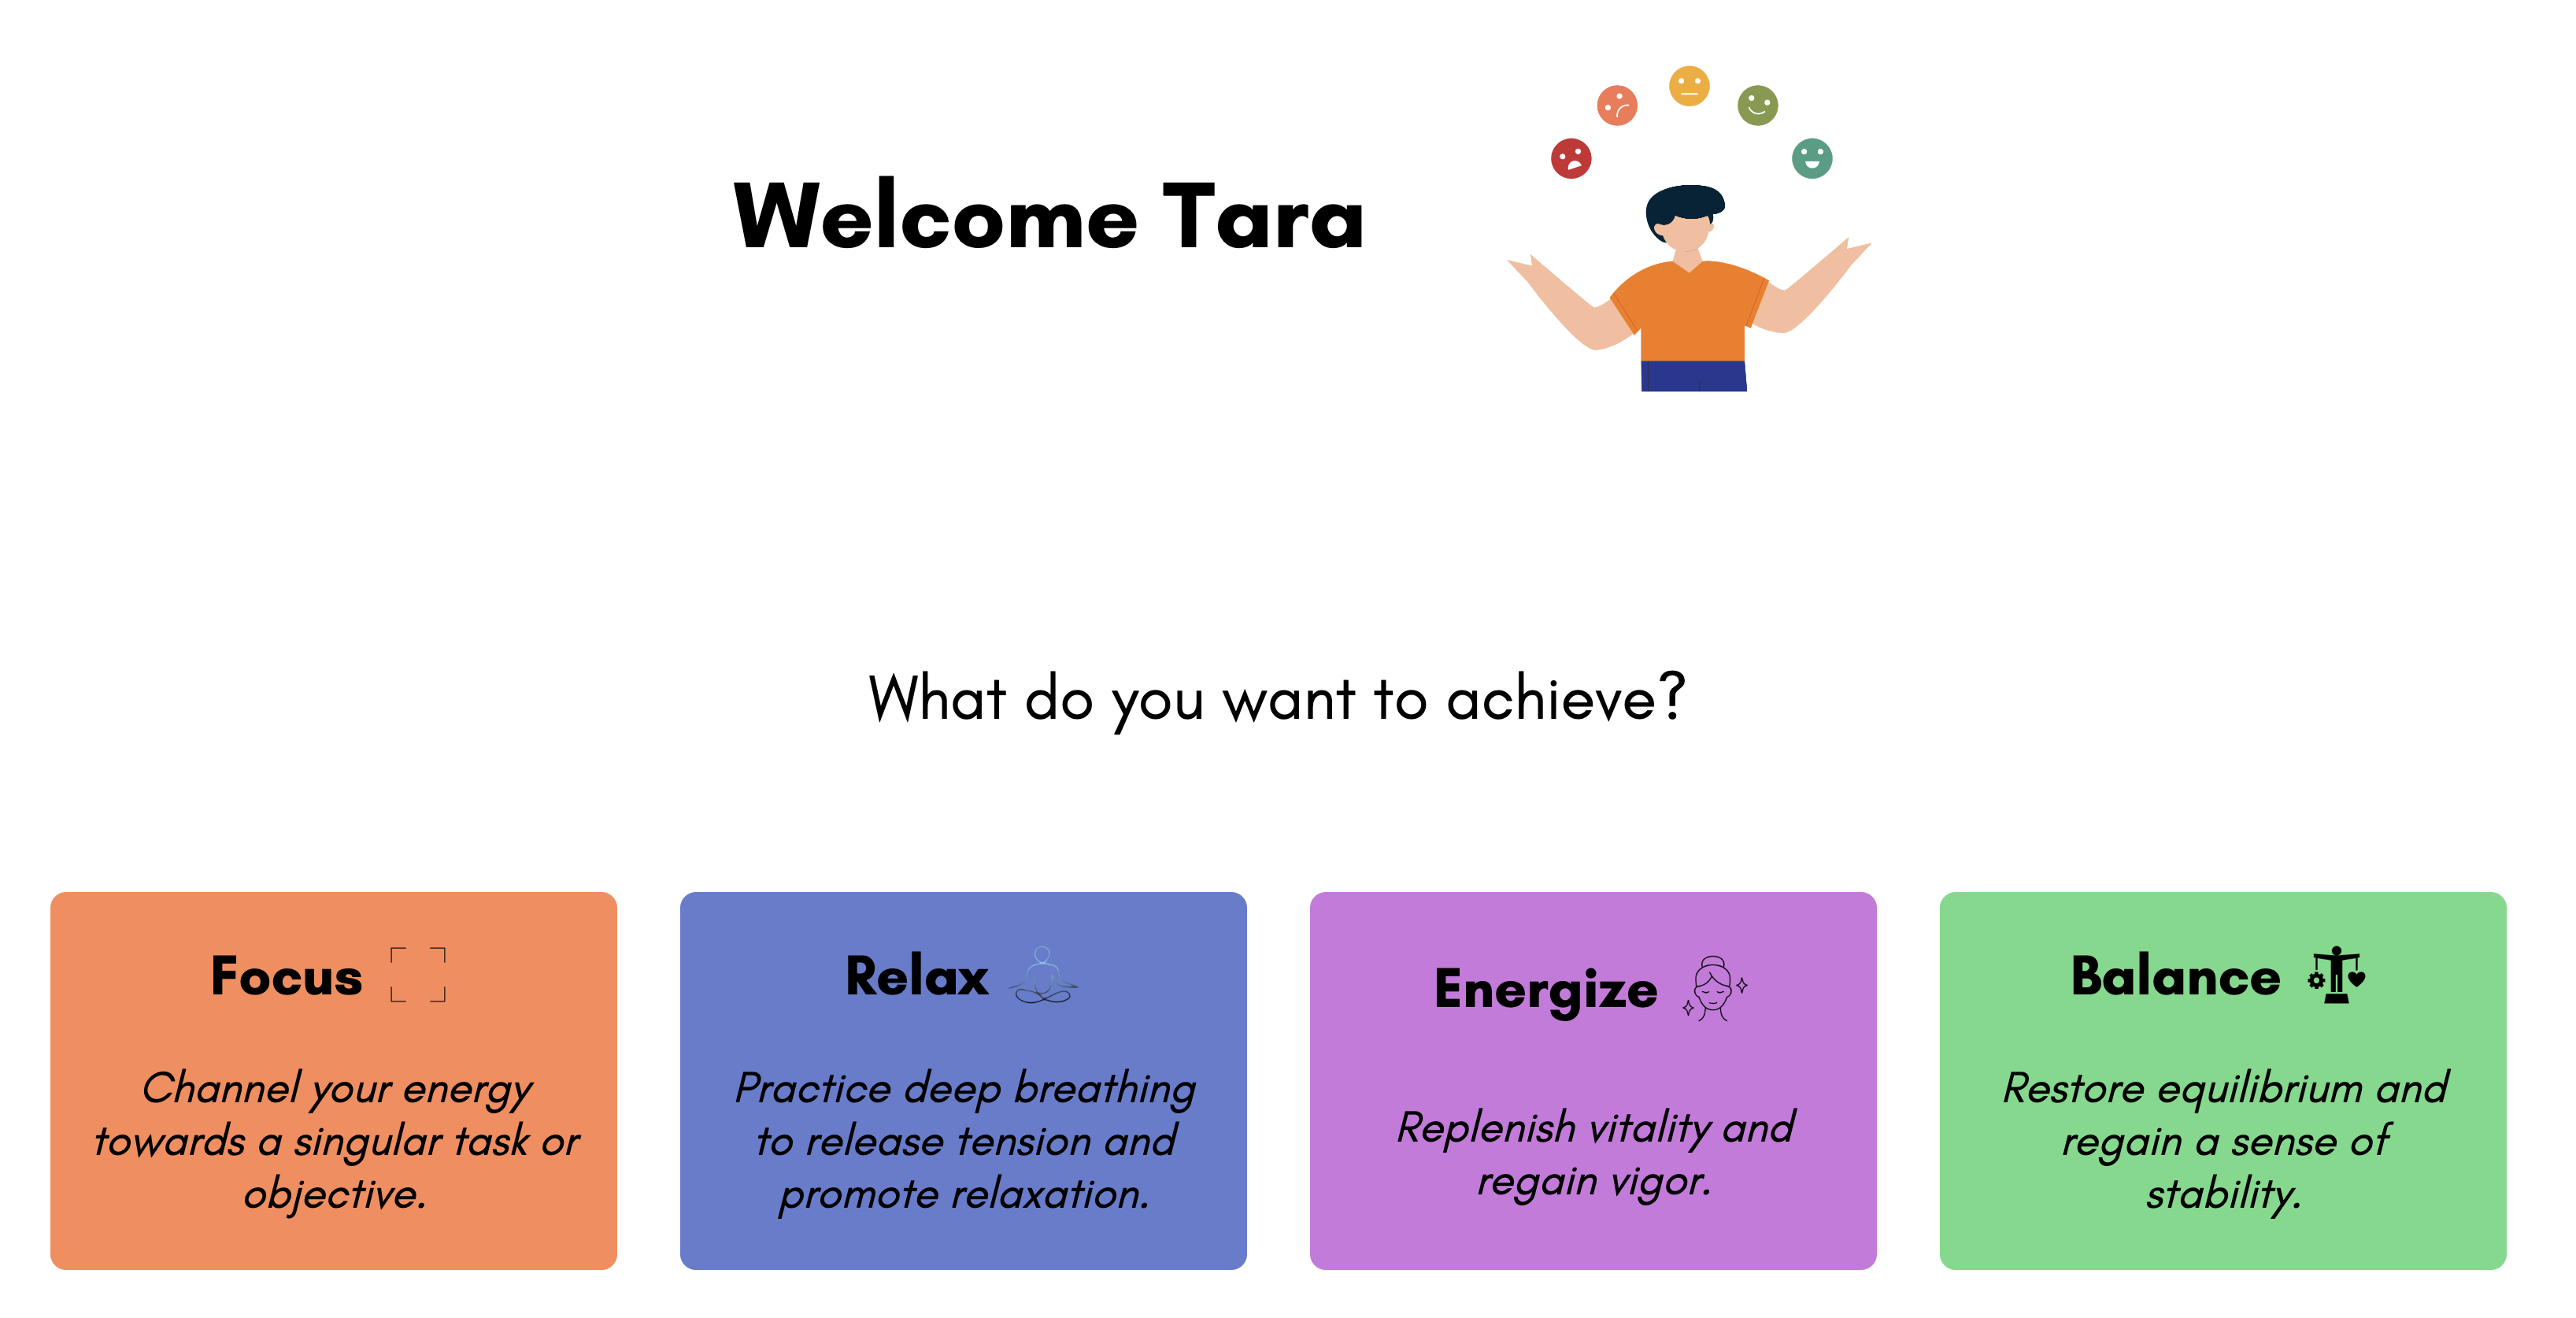 Welcome Tara
What do you want to achieve?
Focus
Channel your energy
towards a singular task or
objective.
Relax
Practice deep breathing
to release tension and
promote relaxation.
Energize
Replenish vitality and
regain vigor.
Balance
Restore equilibrium and
regain a sense of
stability.